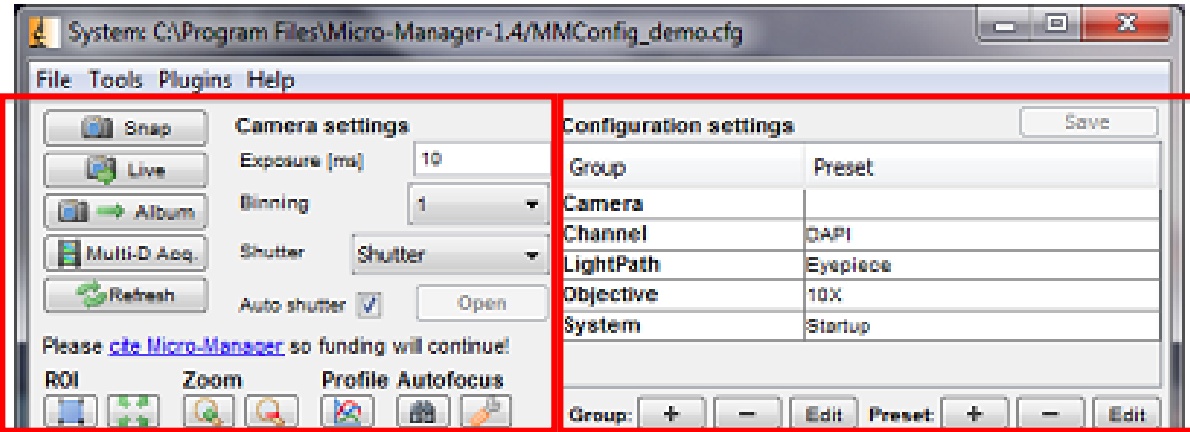 System: C:\Program Files\Micro-Manager-1.4/MMConfig_demo.cfg
File Tools Plugins Help
Snap
Live
Album
Multi-D Acq.
Refresh
Camera settings
Exposure [ms] 10
Binning 1
Shutter Shutter
Auto shutter Open
Please cite Micro-Manager so funding will continue!
ROI Zoom Profile Autofocus
Configuration settings Save
Group Preset
Camera
Channel DAPI
LightPath Eyepiece
Objective 10X
System Startup
Group: + - Edit Preset: + - Edit